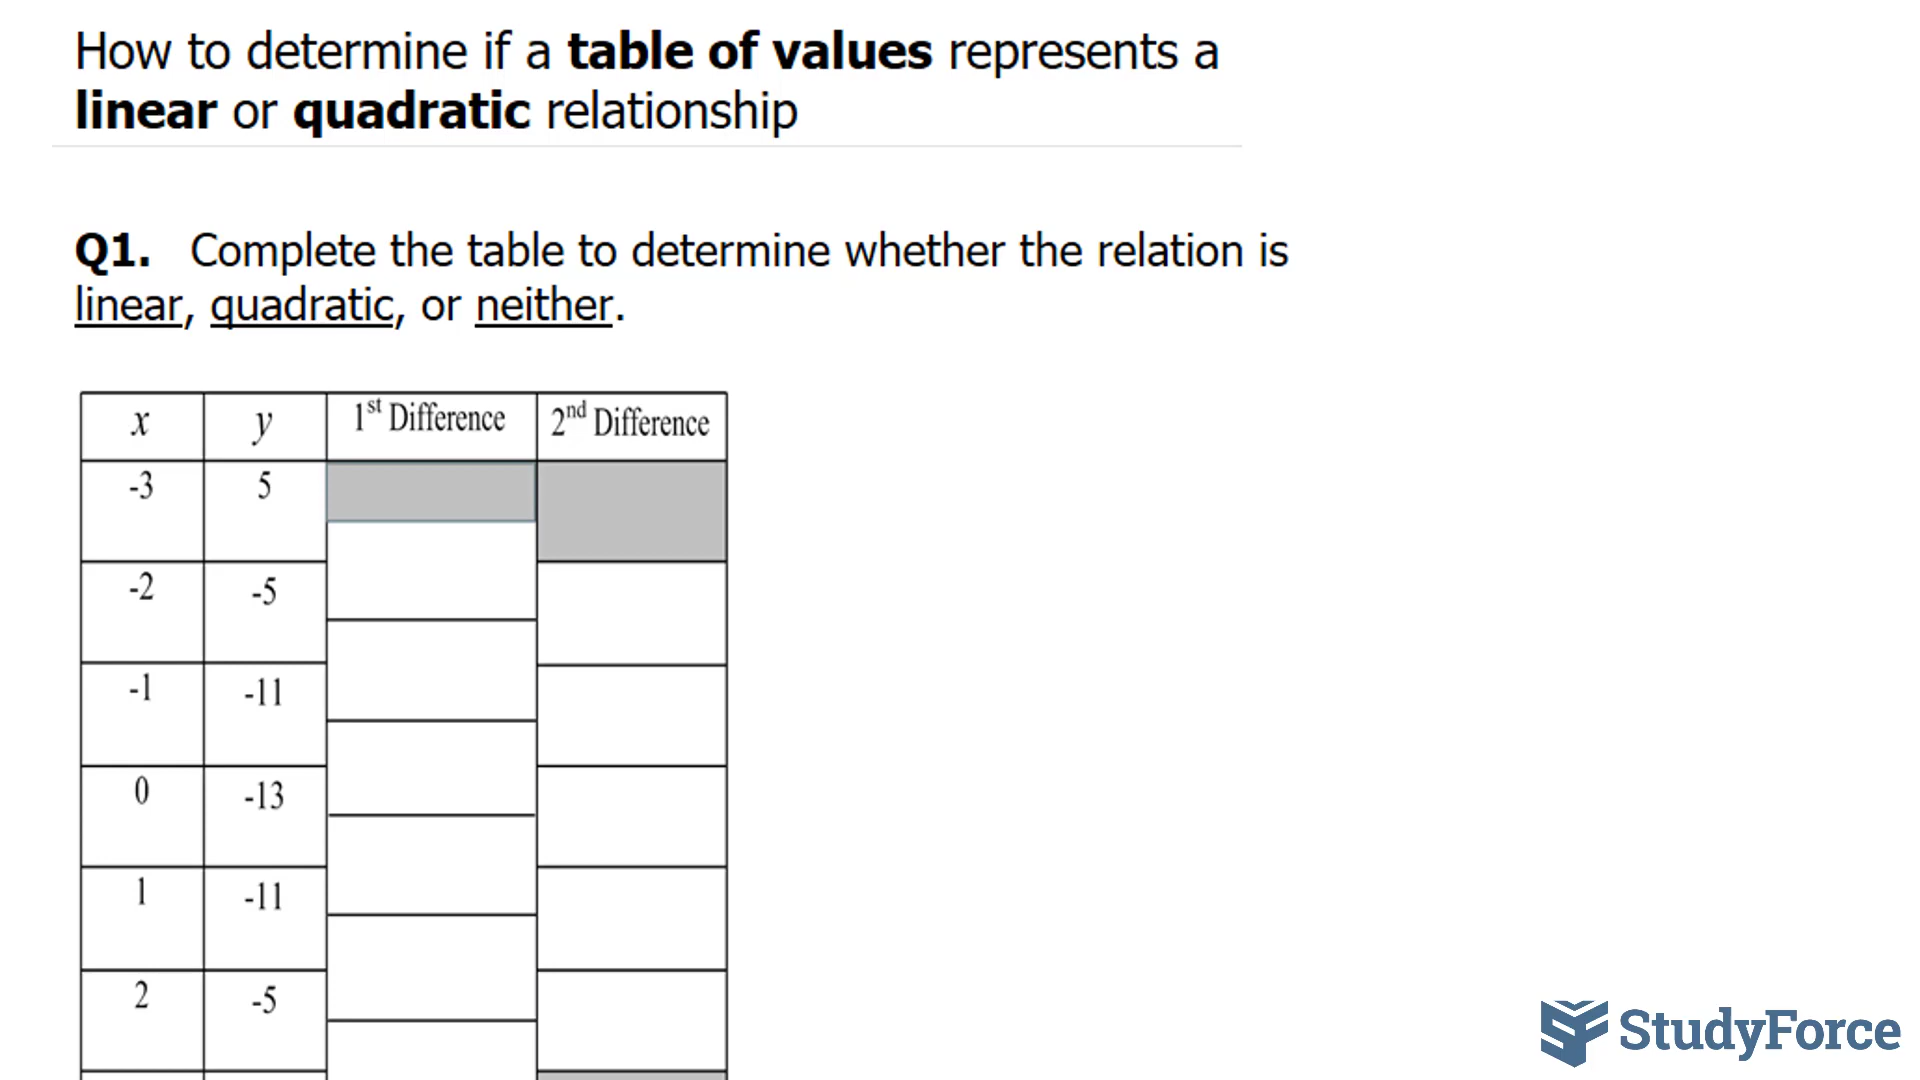 How to determine if a table of values represents a
linear or quadratic relationship
Q1. Complete the table to determine whether the relation is
linear, quadratic, or neither.
x y 1st Difference 2nd Difference
-3 5
-2 -5
-1 -11
0 -13
1 -11
2 -5
StudyForce